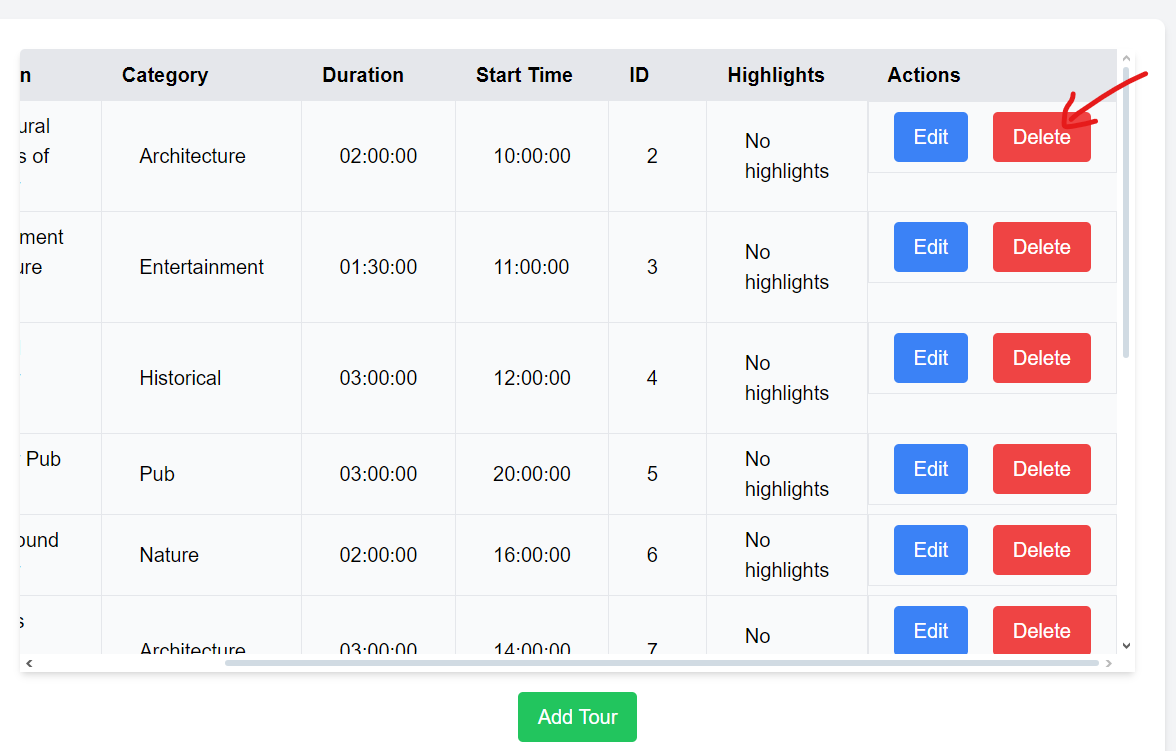 n Category Duration Start Time ID Highlights Actions
ural
s of
Architecture 02:00:00 10:00:00 2 No
highlights
Edit Delete
ment
ure
Entertainment 01:30:00 11:00:00 3 No
highlights
Edit Delete
Historical 03:00:00 12:00:00 4 No
highlights
Edit Delete
Pub
Pub 03:00:00 20:00:00 5 No
highlights
Edit Delete
ound
Nature 02:00:00 16:00:00 6 No
highlights
Edit Delete
s
Architecture 03:00:00 14:00:00 7 No
Edit Delete
Add Tour